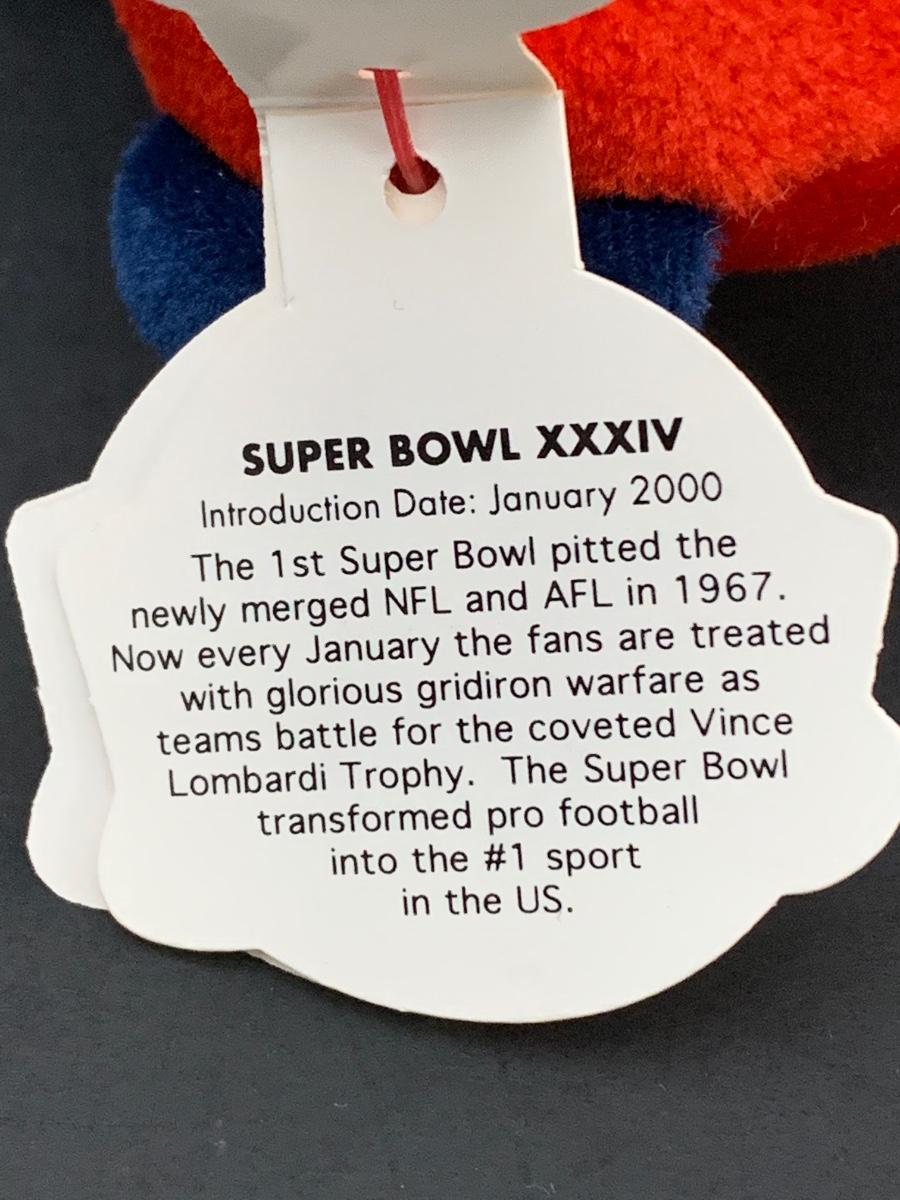 SUPER BOWL XXXIV
Introduction Date: January 2000
The 1st Super Bowl pitted the
newly merged NFL and AFL in 1967.
Now every January the fans are treated
with glorious gridiron warfare as
teams battle for the coveted Vince
Lombardi Trophy. The Super Bowl
transformed pro football
into the #1 sport
in the US.